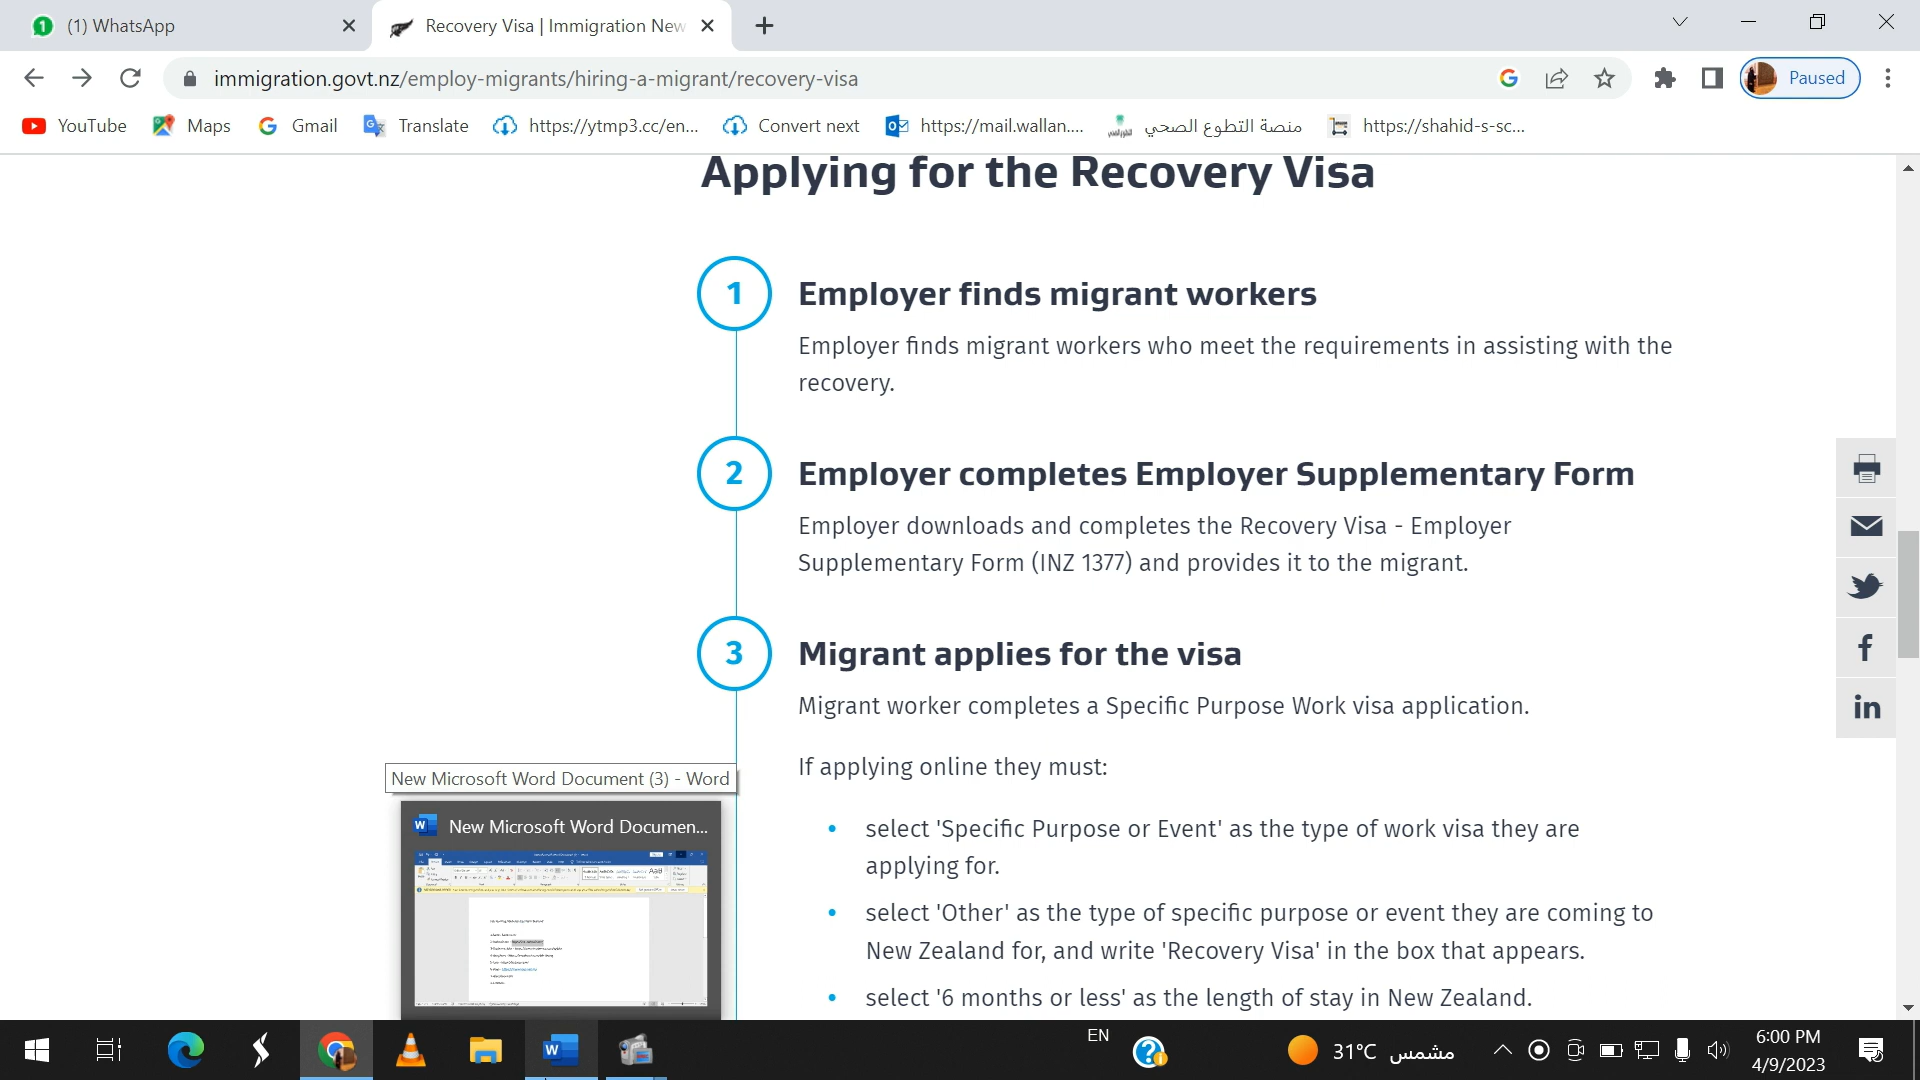 (1) WhatsApp
Recovery Visa | Immigration New
immigration.govt.nz/employ-migrants/hiring-a-migrant/recovery-visa
Paused
YouTube
Maps
Gmail
Translate
https://ytmp3.cc/en...
Convert next
https://mail.wallan....
منصة التطوع الصحي
https://shahid-s-sc...
Applying for the Recovery Visa
1
Employer finds migrant workers
Employer finds migrant workers who meet the requirements in assisting with the
recovery.
2
Employer completes Employer Supplementary Form
Employer downloads and completes the Recovery Visa - Employer
Supplementary Form (INZ 1377) and provides it to the migrant.
3
Migrant applies for the visa
Migrant worker completes a Specific Purpose Work visa application.
If applying online they must:
• select 'Specific Purpose or Event' as the type of work visa they are
applying for.
• select 'Other' as the type of specific purpose or event they are coming to
New Zealand for, and write 'Recovery Visa' in the box that appears.
• select '6 months or less' as the length of stay in New Zealand.
New Microsoft Word Document (3) - Word
New Microsoft Word Documen...
EN
31°C مشمس
6:00 PM
4/9/2023